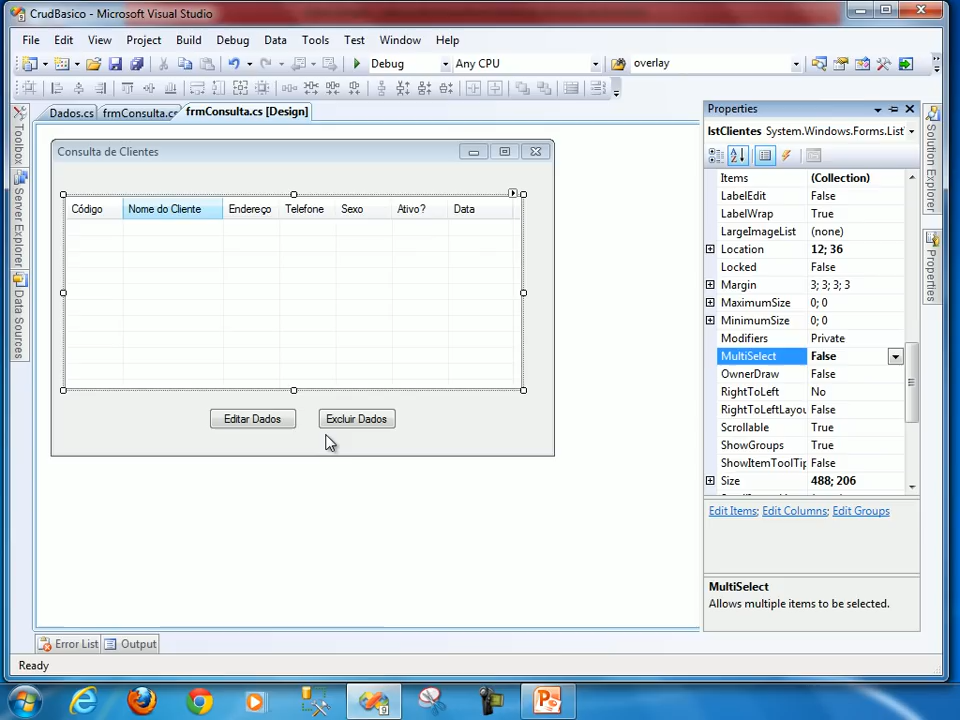 CrudBasico - Microsoft Visual Studio
File Edit View Project Build Debug Data Tools Test Window Help
Debug Any CPU overlay
Dados.cs frmConsulta.cs frmConsulta.cs [Design]
Toolbox
Server Explorer
Data Sources
Consulta de Clientes
Código Nome do Cliente Endereço Telefone Sexo Ativo? Data
Editar Dados Excluir Dados
Properties
lstClientes System.Windows.Forms.List
Items (Collection)
LabelEdit False
LabelWrap True
LargeImageList (none)
Location 12; 36
Locked False
Margin 3; 3; 3; 3
MaximumSize 0; 0
MinimumSize 0; 0
Modifiers Private
MultiSelect False
OwnerDraw False
RightToLeft No
RightToLeftLayou False
Scrollable True
ShowGroups True
ShowItemToolTip False
Size 488; 206
Edit Items; Edit Columns; Edit Groups
MultiSelect
Allows multiple items to be selected.
Solution Explorer
Properties
Error List Output
Ready